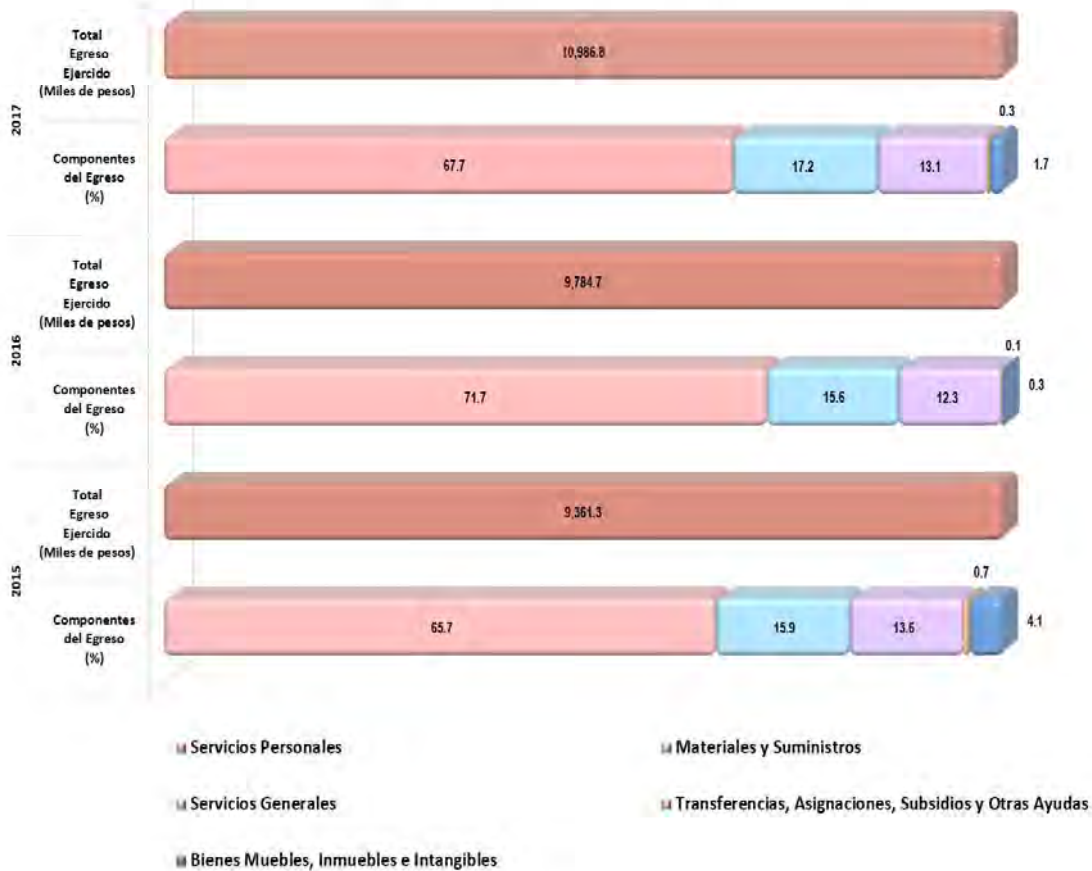 2017
Total
Egreso
Ejercido
(Miles de pesos)
10,986.8
Componentes
del Egreso
(%)
67.7
17.2
13.1
0.3
1.7
2016
Total
Egreso
Ejercido
(Miles de pesos)
9,784.7
Componentes
del Egreso
(%)
71.7
15.6
12.3
0.1
0.3
2015
Total
Egreso
Ejercido
(Miles de pesos)
9,361.3
Componentes
del Egreso
(%)
65.7
15.9
13.6
0.7
4.1
Servicios Personales
Materiales y Suministros
Servicios Generales
Transferencias, Asignaciones, Subsidios y Otras Ayudas
Bienes Muebles, Inmuebles e Intangibles